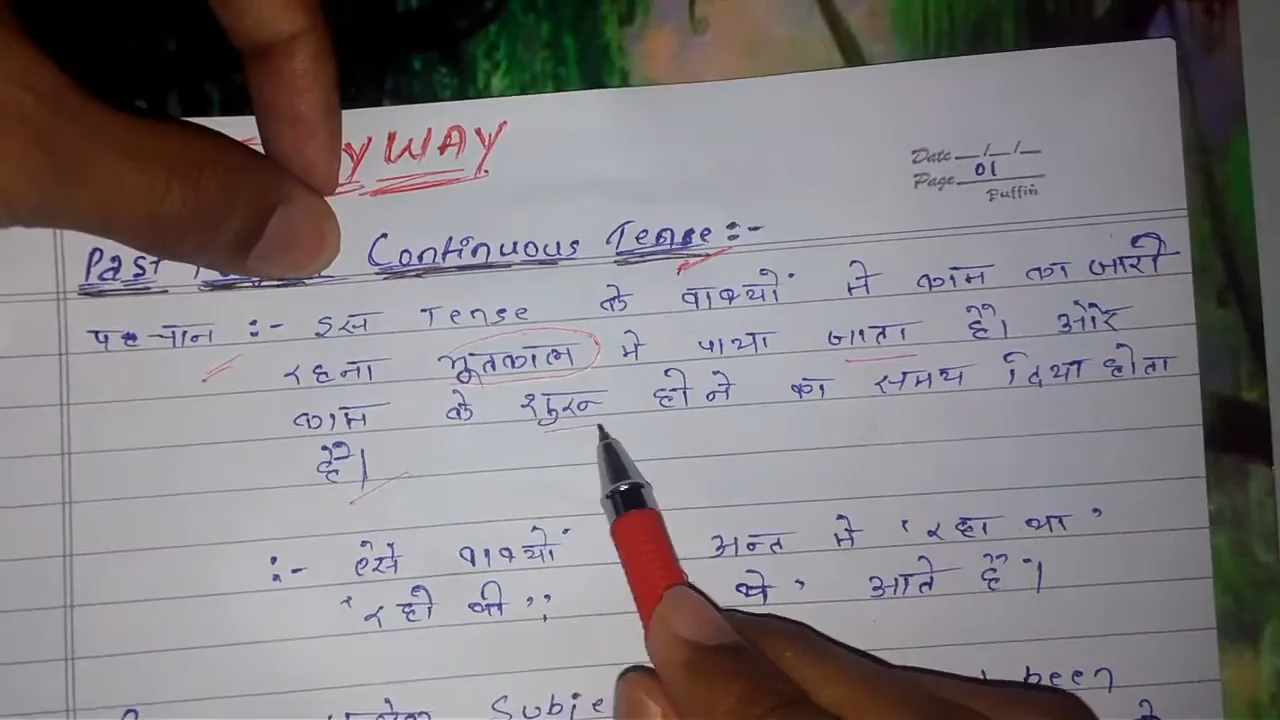 YWAY
Date
Page 01
Puffin
Past Continuous Tense :-
पहचान :- इस Tense के वाक्यों में काम का जारी
रहना भूतकाल में पाया जाता है। और
काम के शुरू होने का समय दिया होता
है।
:- ऐसे वाक्यों अन्त में 'रहा था'
'रही थी'' थे' आते हैं।
Subje been